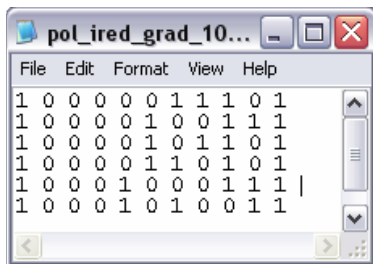 pol_ired_grad_10...
File Edit Format View Help
1 0 0 0 0 0 1 1 1 0 1
1 0 0 0 0 1 0 0 1 1 1
1 0 0 0 0 1 0 1 1 0 1
1 0 0 0 0 1 1 0 1 0 1
1 0 0 0 1 0 0 0 1 1 1
1 0 0 0 1 0 1 0 0 1 1